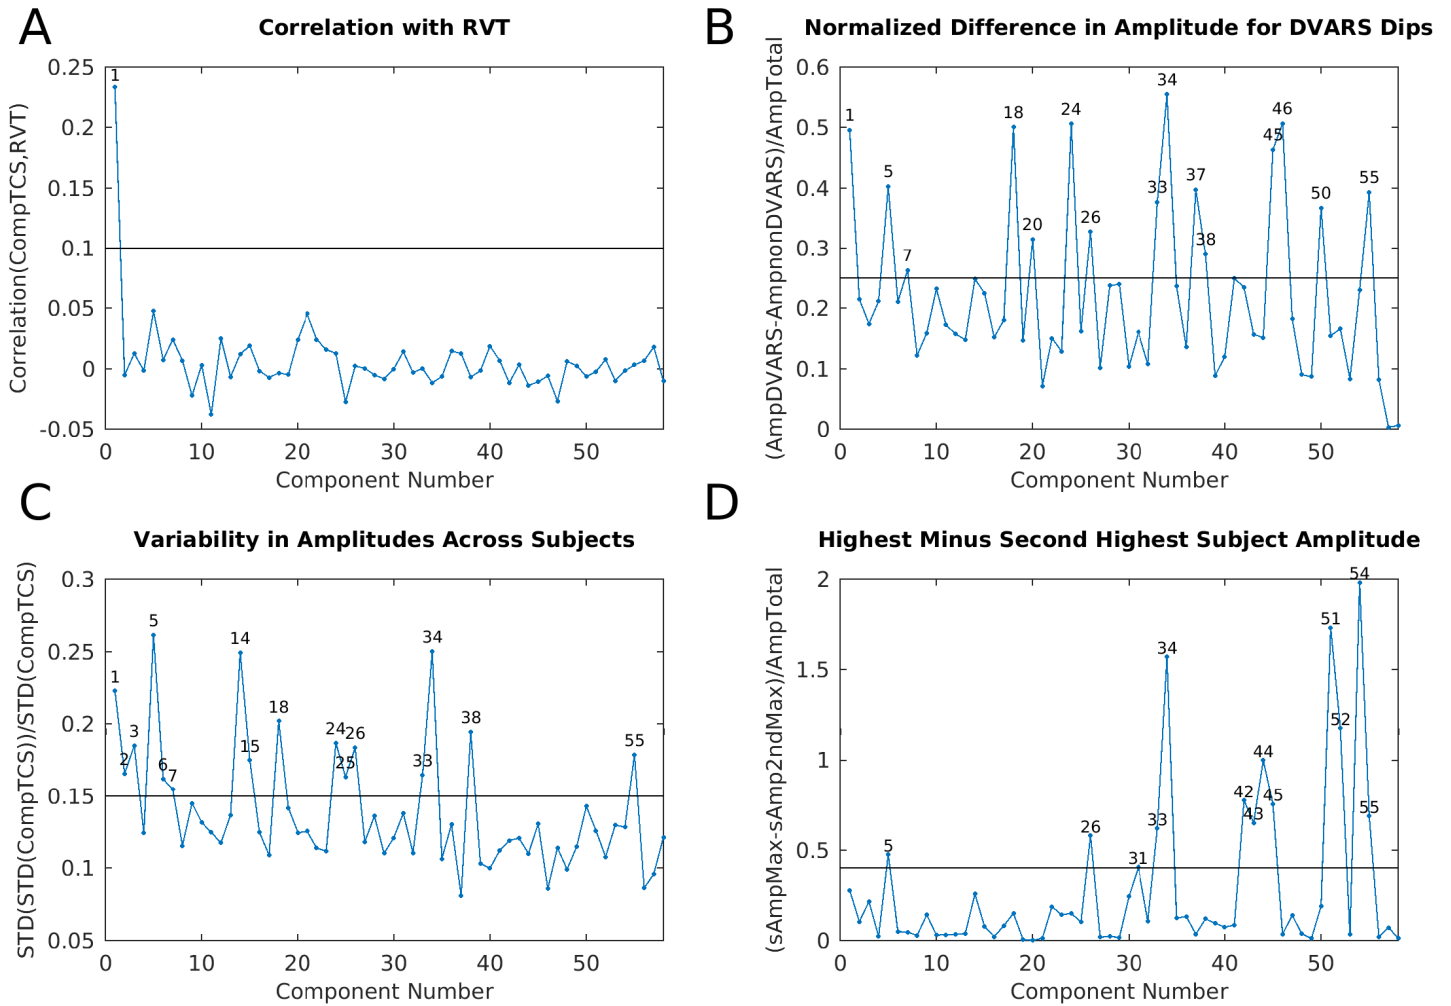 A
Correlation with RVT
Correlation(CompTCS,RVT)
0.25
0.2
0.15
0.1
0.05
0
-0.05
1
0 10 20 30 40 50
Component Number
B
Normalized Difference in Amplitude for DVARS Dips
(AmpDVARS-AmpnonDVARS)/AmpTotal
0.6
0.5
0.4
0.3
0.2
0.1
0
1 5 7 18 20 24 26 33 34 37 38 45 46 50 55
0 10 20 30 40 50
Component Number
C
Variability in Amplitudes Across Subjects
STD(STD(CompTCS))/STD(CompTCS)
0.3
0.25
0.2
0.15
0.1
0.05
1 2 3 5 6 7 14 15 18 24 25 26 33 34 38 55
0 10 20 30 40 50
Component Number
D
Highest Minus Second Highest Subject Amplitude
(sAmpMax-sAmp2ndMax)/AmpTotal
2
1.5
1
0.5
0
5 26 31 33 34 42 43 44 45 51 52 54 55
0 10 20 30 40 50
Component Number